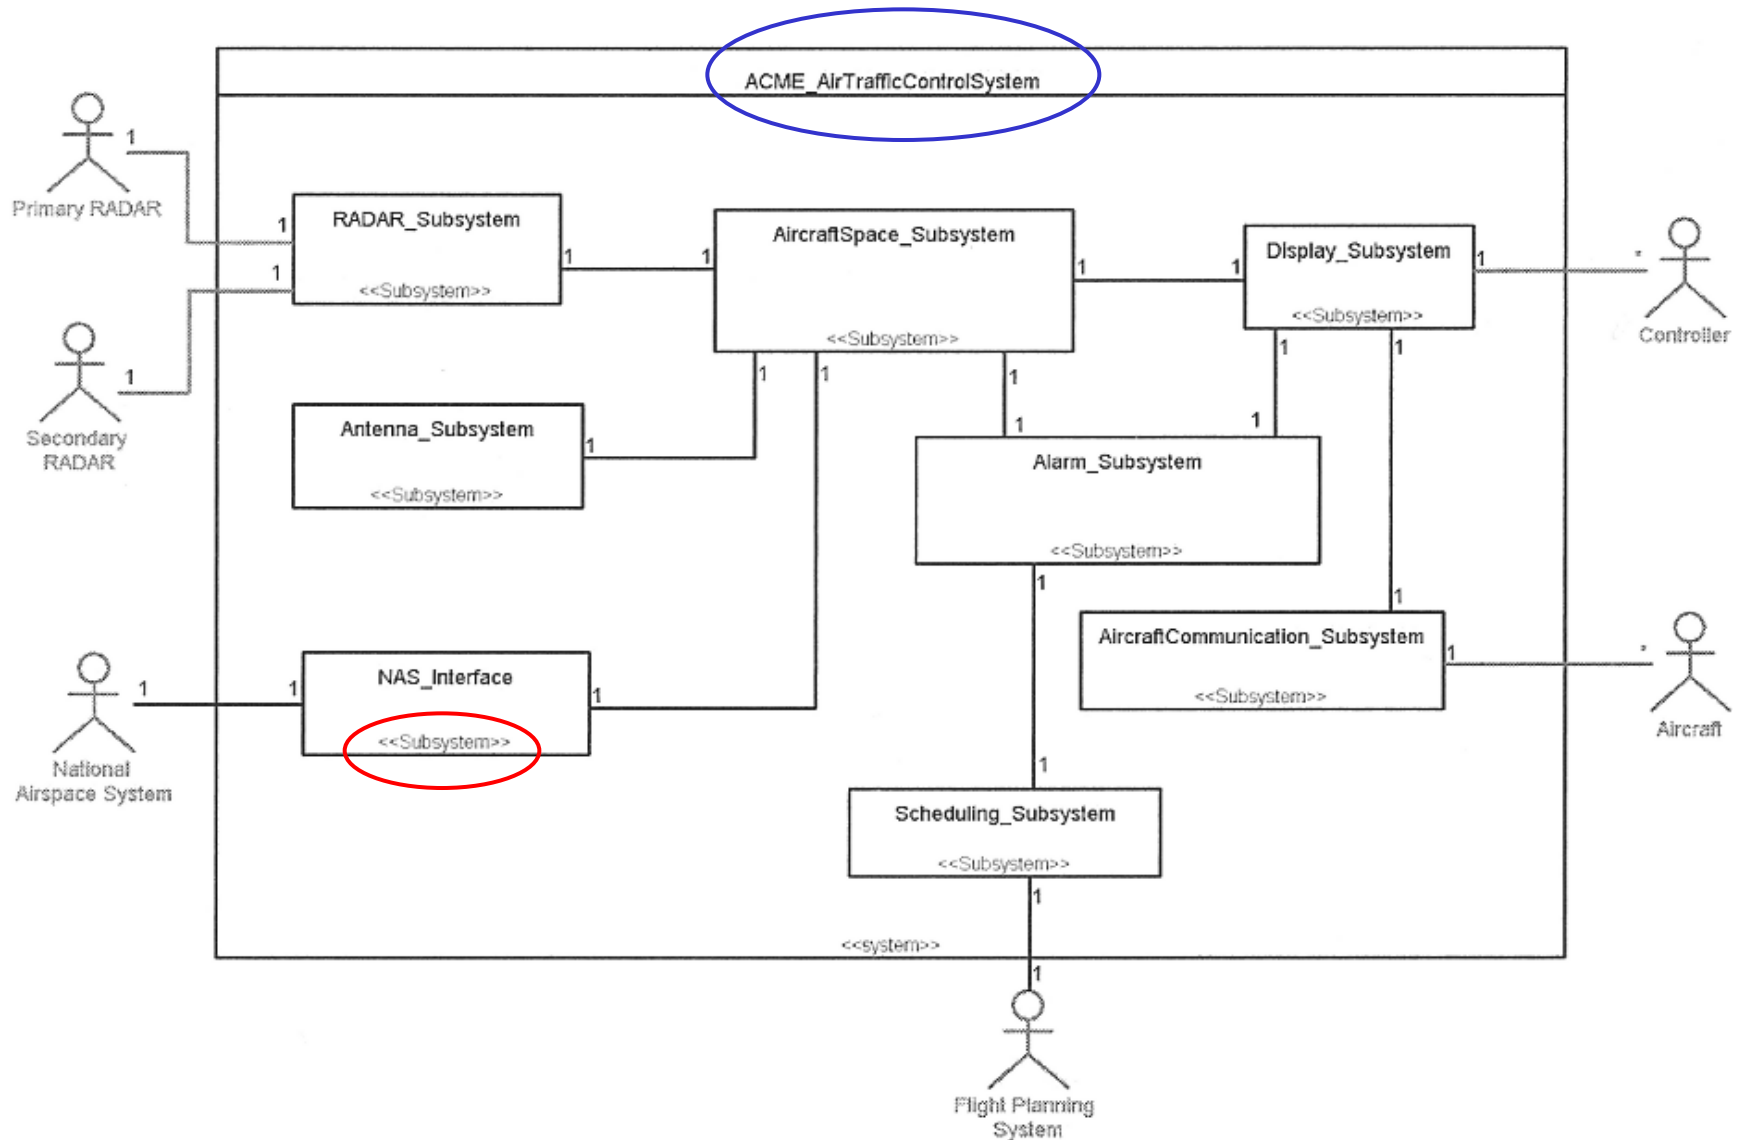 ACME_AirTrafficControlSystem
1
Primary RADAR
1
1
RADAR_Subsystem
<<Subsystem>>
1
1
AircraftSpace_Subsystem
<<Subsystem>>
1
1
Display_Subsystem
<<Subsystem>>
1
*
Controller
1
Secondary
RADAR
Antenna_Subsystem
<<Subsystem>>
1
1
1
1
1
1
1
1
Alarm_Subsystem
<<Subsystem>>
1
1
AircraftCommunication_Subsystem
<<Subsystem>>
1
*
Aircraft
1
National
Airspace System
1
NAS_Interface
<<Subsystem>>
1
1
Scheduling_Subsystem
<<Subsystem>>
1
<<system>>
1
Flight Planning
System